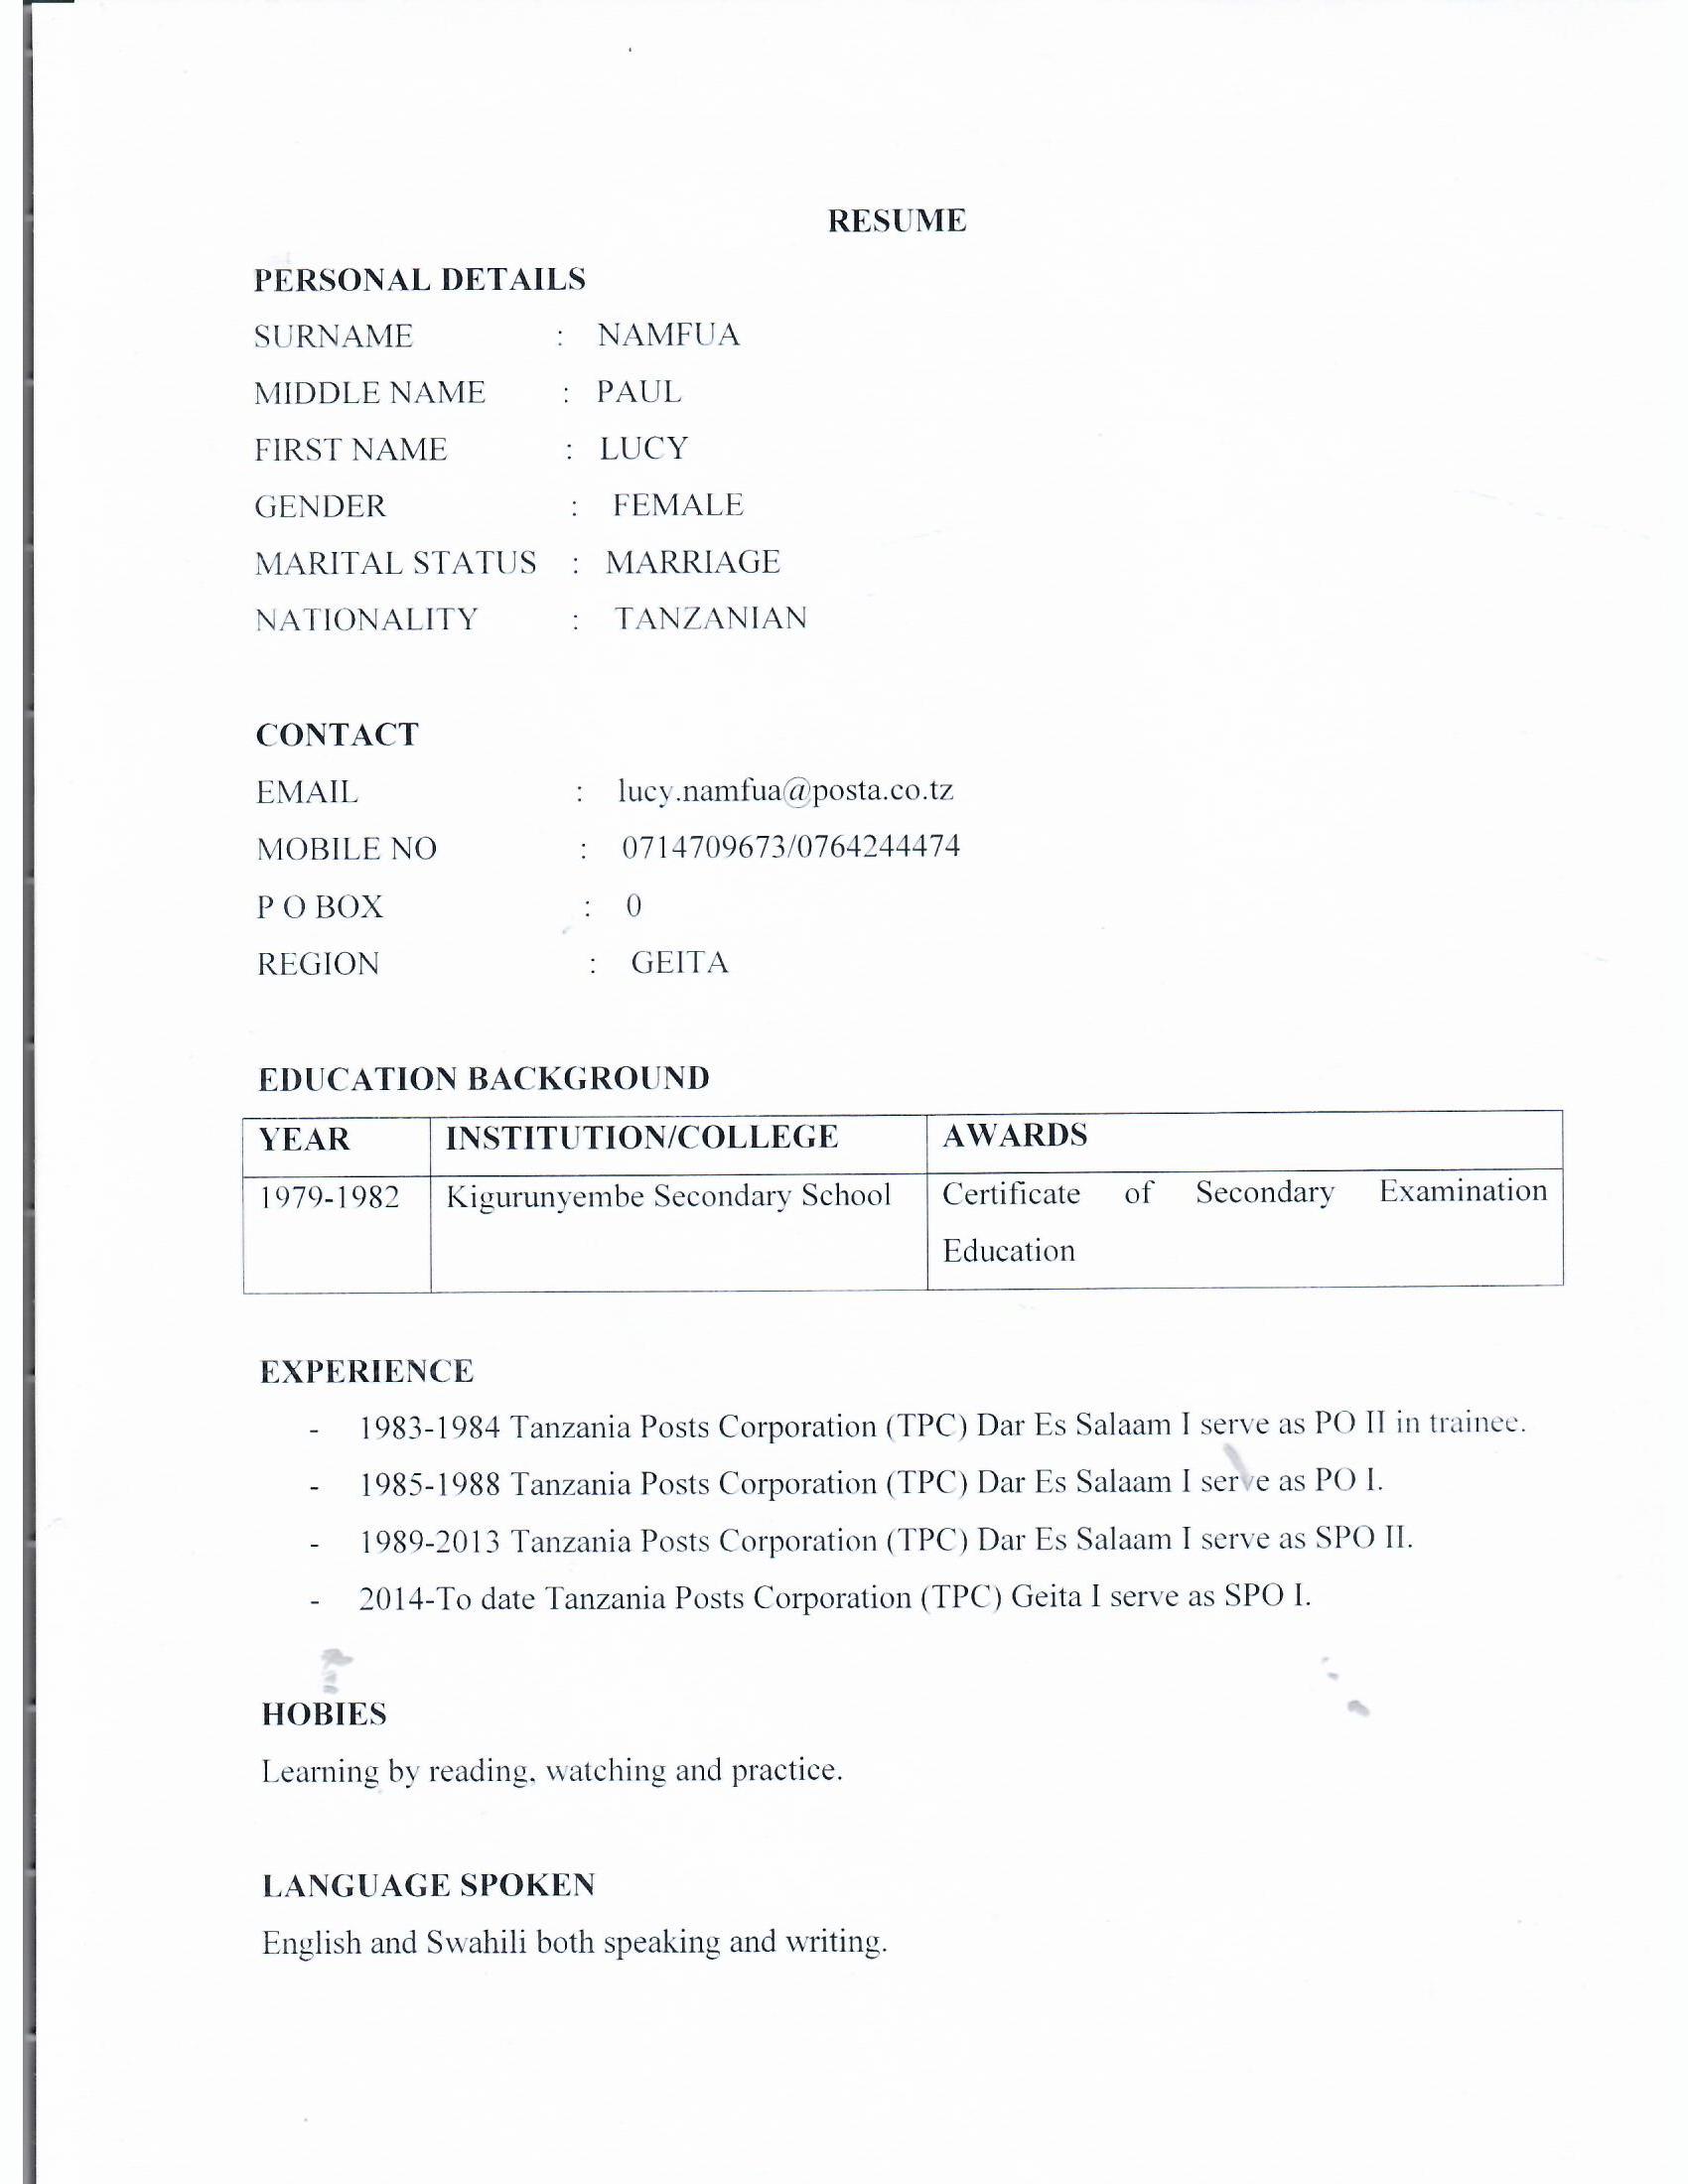 RESUME
PERSONAL DETAILS
SURNAME : NAMFUA
MIDDLE NAME : PAUL
FIRST NAME : LUCY
GENDER : FEMALE
MARITAL STATUS : MARRIAGE
NATIONALITY : TANZANIAN
CONTACT
EMAIL : lucy.namfua@posta.co.tz
MOBILE NO : 0714709673/0764244474
P O BOX : 0
REGION : GEITA
EDUCATION BACKGROUND
YEAR INSTITUTION/COLLEGE AWARDS
1979-1982 Kigurunyembe Secondary School Certificate of Secondary Examination
Education
EXPERIENCE
- 1983-1984 Tanzania Posts Corporation (TPC) Dar Es Salaam I serve as PO II in trainee.
- 1985-1988 Tanzania Posts Corporation (TPC) Dar Es Salaam I serve as PO I.
- 1989-2013 Tanzania Posts Corporation (TPC) Dar Es Salaam I serve as SPO II.
- 2014-To date Tanzania Posts Corporation (TPC) Geita I serve as SPO I.
HOBIES
Learning by reading, watching and practice.
LANGUAGE SPOKEN
English and Swahili both speaking and writing.